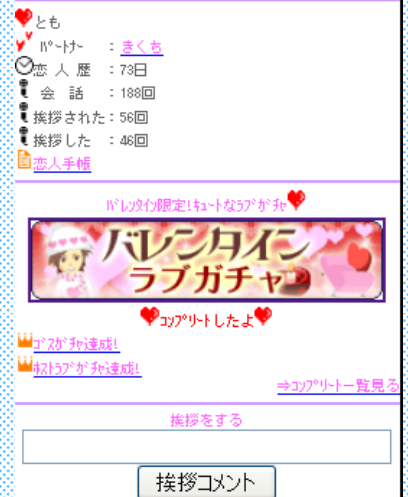 とも
ﾊﾟｰﾄﾅｰ ：きくち
恋人歴 ：73日
会話 ：188回
挨拶された：56回
挨拶した ：46回
恋人手帳
ﾊﾞﾚﾝﾀｲﾝ限定!ｷｭｰﾄなﾗﾌﾞｶﾞﾁｬ
バレンタイン
ラブガチャ
ｺﾝﾌﾟﾘｰﾄしたよ
ｺﾞｽｶﾞﾁｬ達成!
ﾎｽﾄﾗﾌﾞｶﾞﾁｬ達成!
⇒ｺﾝﾌﾟﾘｰﾄ一覧見る
挨拶をする
挨拶コメント